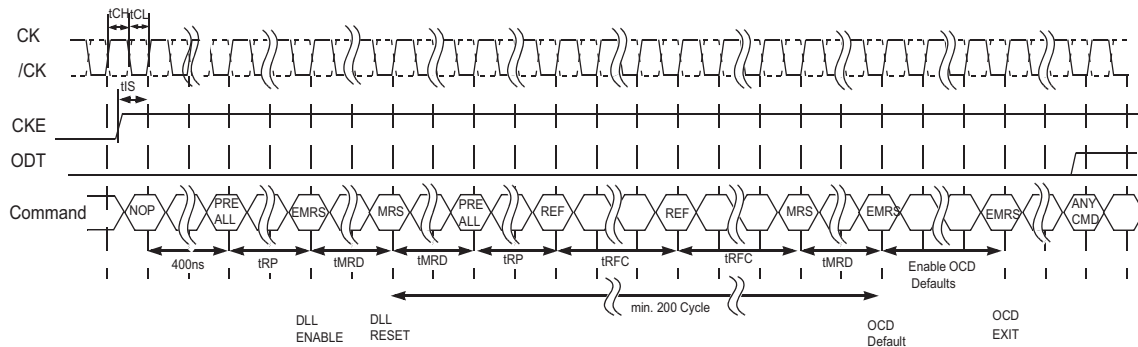 tCH tCL
CK
/CK
tIS
CKE
ODT
Command
NOP
PRE ALL
EMRS
MRS
PRE ALL
REF
REF
MRS
EMRS
EMRS
ANY CMD
400ns
tRP
tMRD
tMRD
tRP
tRFC
tRFC
tMRD
Enable OCD
Defaults
min. 200 Cycle
DLL
ENABLE
DLL
RESET
OCD
Default
OCD
EXIT